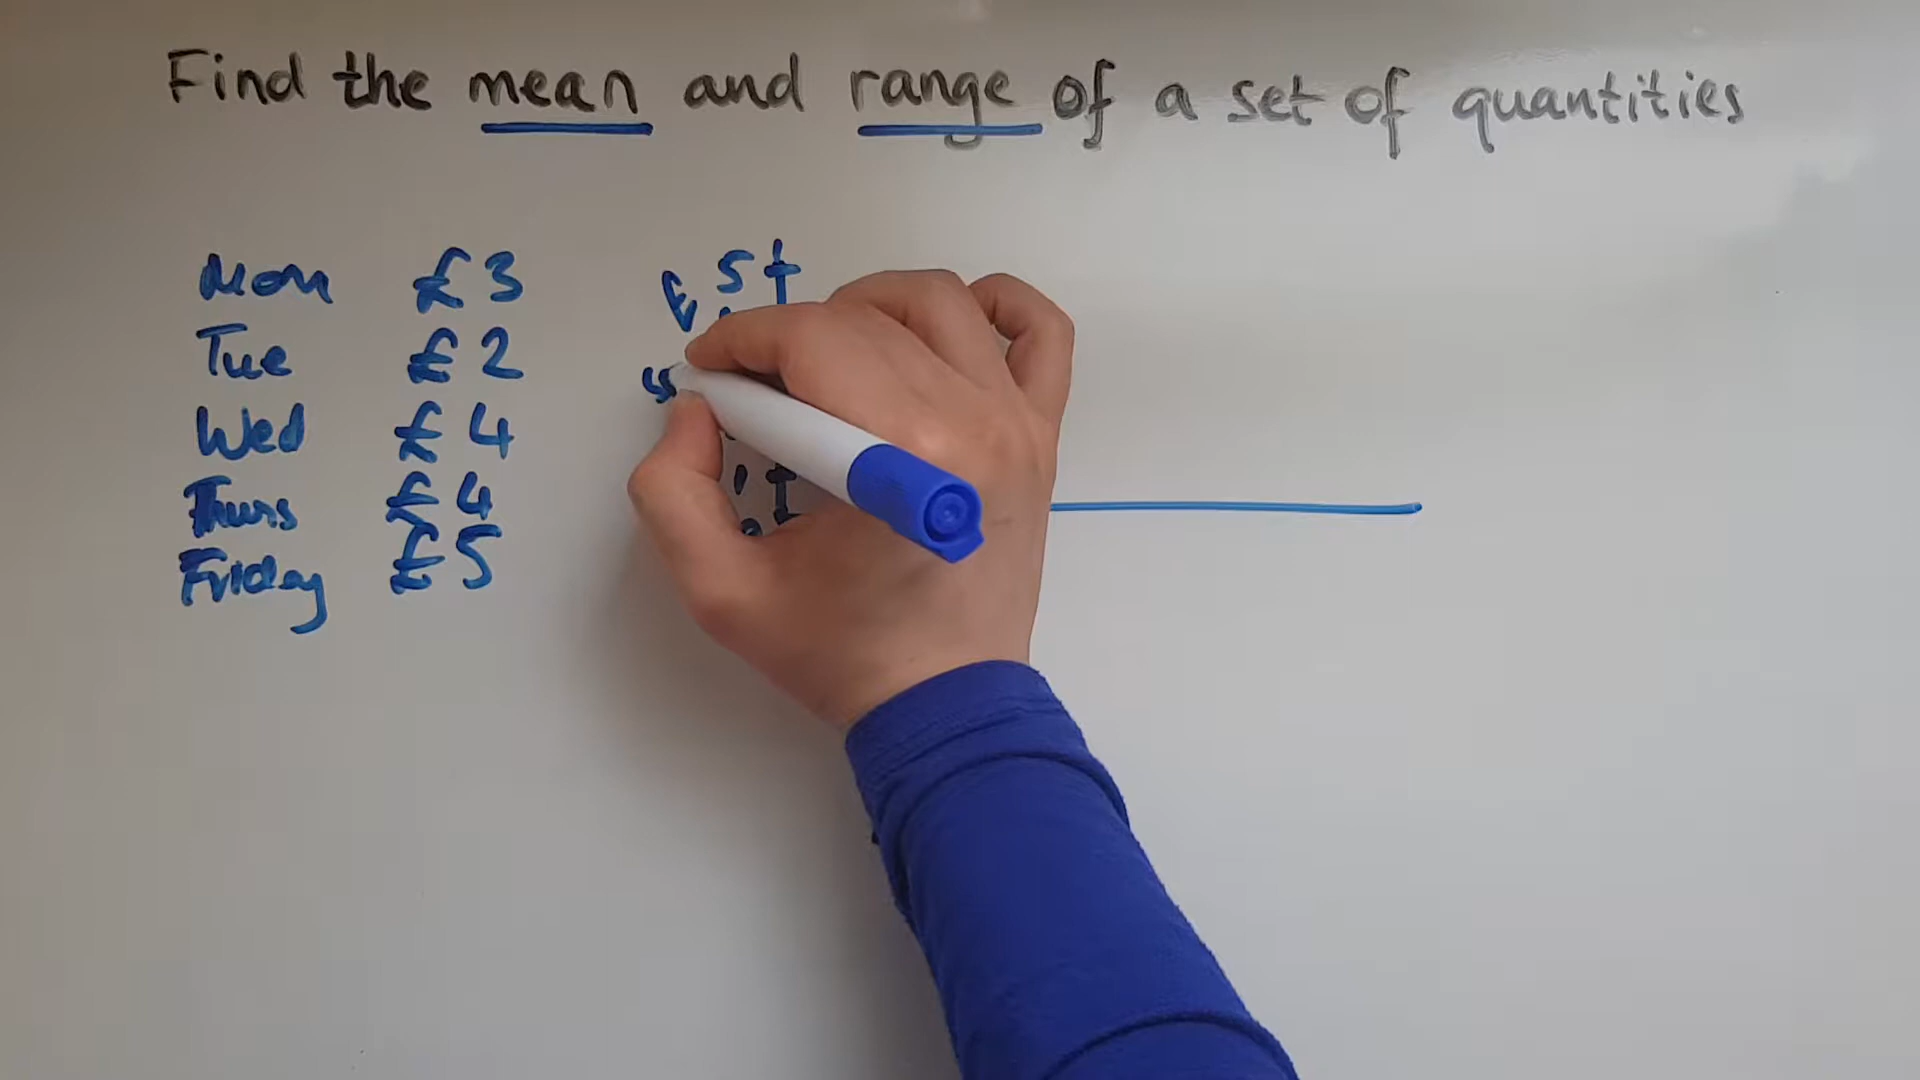 Find the mean and range of a set of quantities
Mon £3
Tue £2
Wed £4
Thurs £4
Friday £5